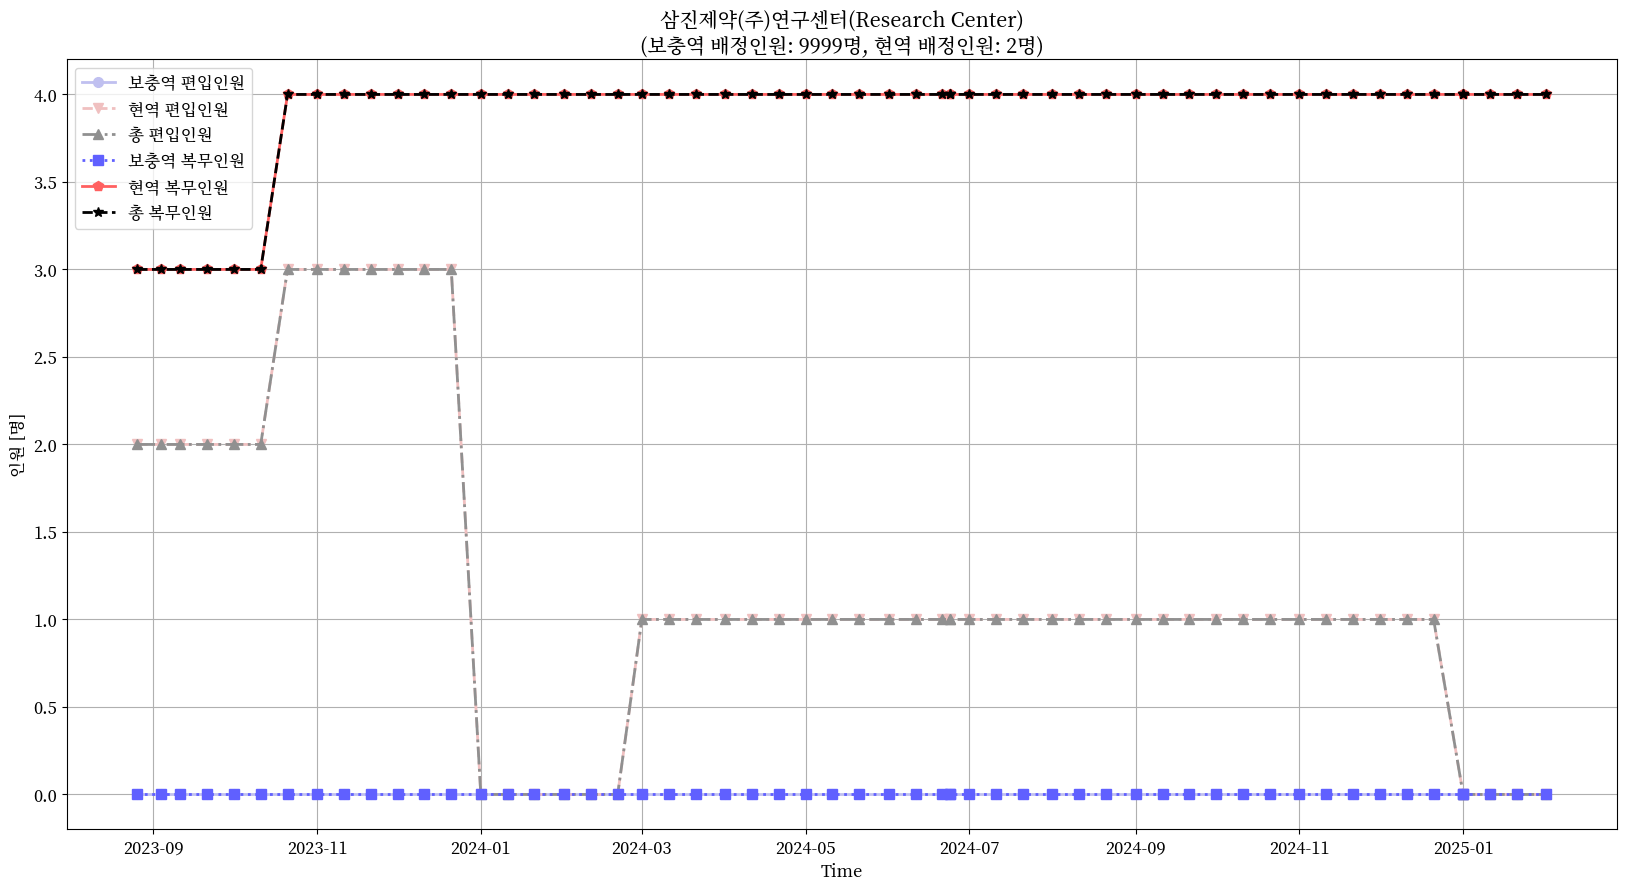 삼진제약(주)연구센터(Research Center)
(보충역 배정인원: 9999명, 현역 배정인원: 2명)
보충역 편입인원
현역 편입인원
총 편입인원
보충역 복무인원
현역 복무인원
총 복무인원
4.0
3.5
3.0
2.5
2.0
1.5
1.0
0.5
0.0
인원 [명]
2023-09
2023-11
2024-01
2024-03
2024-05
2024-07
2024-09
2024-11
2025-01
Time